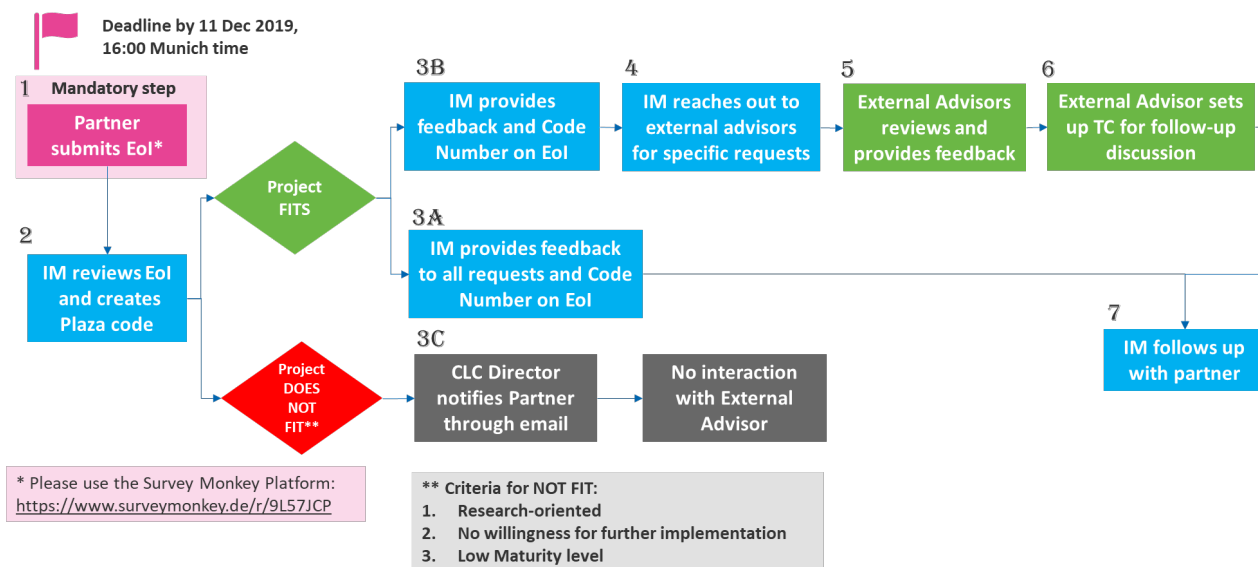 Deadline by 11 Dec 2019,
16:00 Munich time
1
Mandatory step
Partner
submits EoI*
2
IM reviews EoI
and creates
Plaza code
Project
FITS
Project
DOES
NOT
FIT**
3B
IM provides
feedback and Code
Number on EoI
4
IM reaches out to
external advisors
for specific requests
5
External Advisors
reviews and
provides feedback
6
External Advisor sets
up TC for follow-up
discussion
3A
IM provides feedback
to all requests and Code
Number on EoI
7
IM follows up
with partner
3C
CLC Director
notifies Partner
through email
No interaction
with External
Advisor
* Please use the Survey Monkey Platform:
https://www.surveymonkey.de/r/9L57JCP
** Criteria for NOT FIT:
1. Research-oriented
2. No willingness for further implementation
3. Low Maturity level